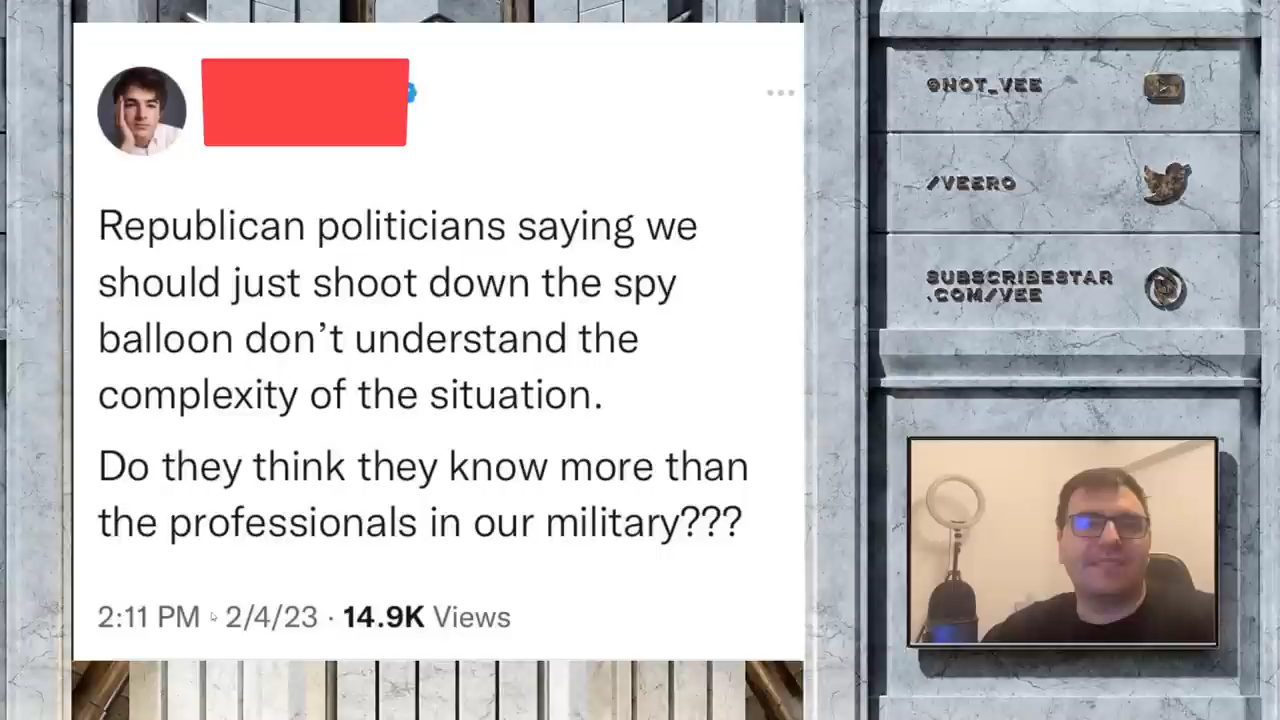 Republican politicians saying we
should just shoot down the spy
balloon don’t understand the
complexity of the situation.
Do they think they know more than
the professionals in our military???
2:11 PM · 2/4/23 · 14.9K Views
@NOT_VEE
/VEERO
SUBSCRIBESTAR
.COM/VEE